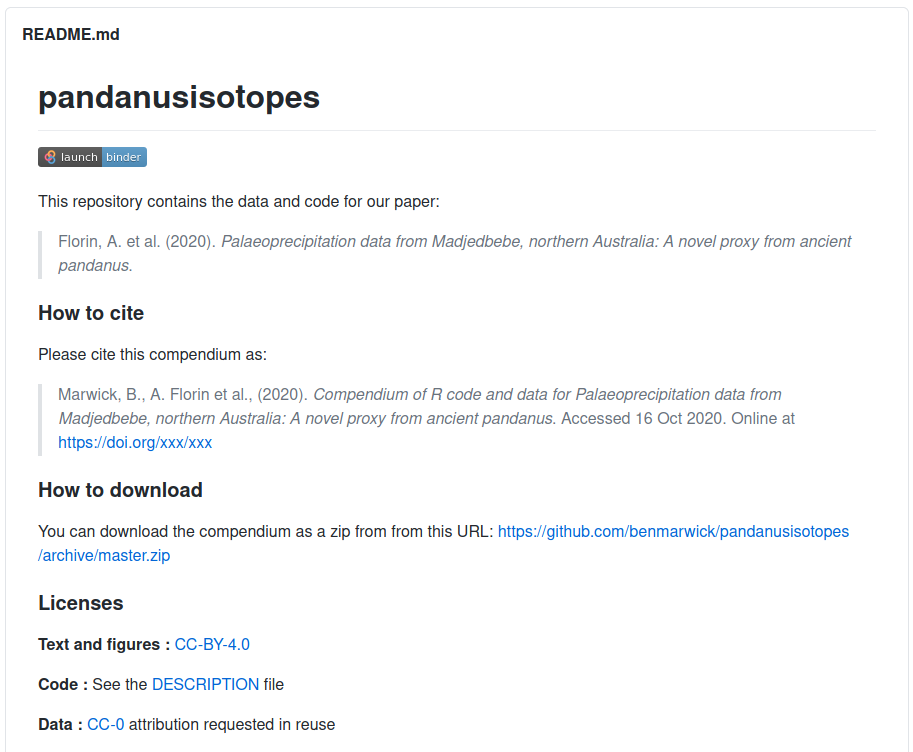 README.md
pandanusisotopes
launch binder
This repository contains the data and code for our paper:
Florin, A. et al. (2020). Palaeoprecipitation data from Madjedbebe, northern Australia: A novel proxy from ancient
pandanus.
How to cite
Please cite this compendium as:
Marwick, B., A. Florin et al., (2020). Compendium of R code and data for Palaeoprecipitation data from
Madjedbebe, northern Australia: A novel proxy from ancient pandanus. Accessed 16 Oct 2020. Online at
https://doi.org/xxx/xxx
How to download
You can download the compendium as a zip from from this URL: https://github.com/benmarwick/pandanusisotopes
/archive/master.zip
Licenses
Text and figures : CC-BY-4.0
Code : See the DESCRIPTION file
Data : CC-0 attribution requested in reuse